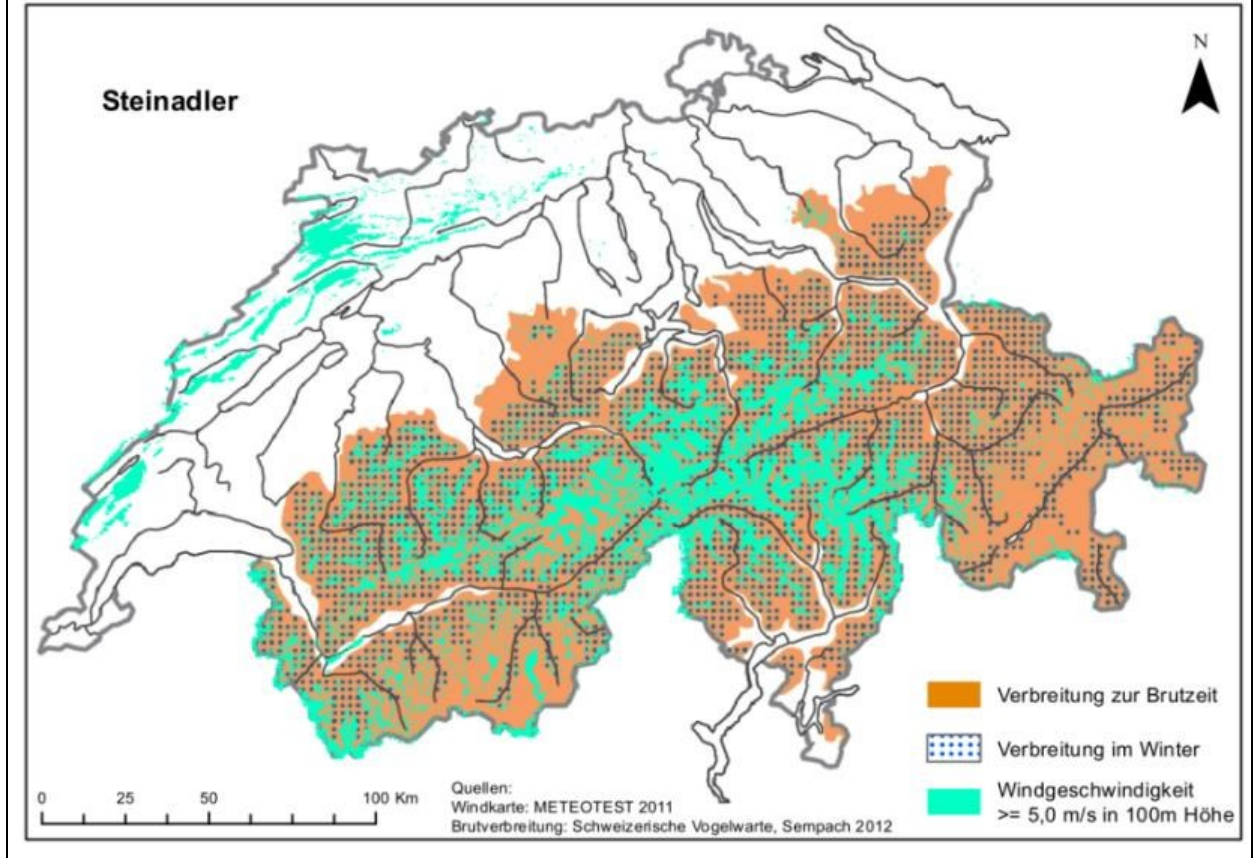 N
Steinadler
Verbreitung zur Brutzeit
Verbreitung im Winter
Windgeschwindigkeit
>= 5,0 m/s in 100m Höhe
0 25 50 100 Km
Quellen:
Windkarte: METEOTEST 2011
Brutverbreitung: Schweizerische Vogelwarte, Sempach 2012